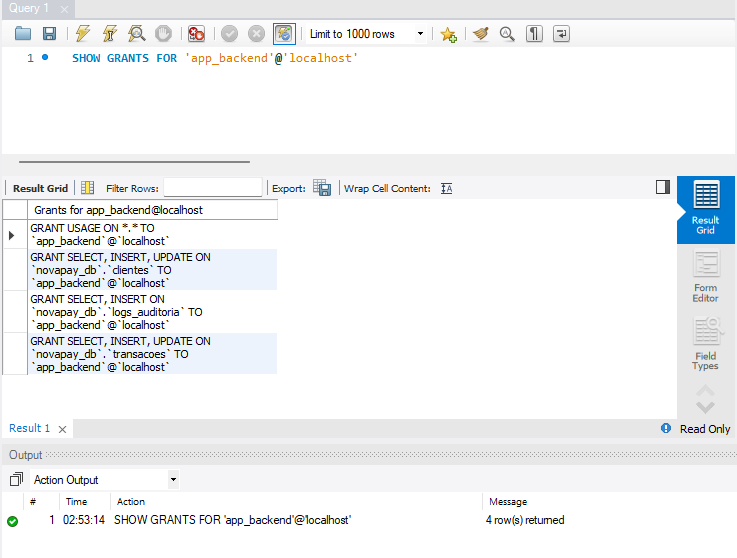 Query 1
Limit to 1000 rows
1 SHOW GRANTS FOR 'app_backend'@'localhost'
Result Grid Filter Rows: Export: Wrap Cell Content:
Grants for app_backend@localhost
GRANT USAGE ON *.* TO
`app_backend`@`localhost`
GRANT SELECT, INSERT, UPDATE ON
`novapay_db`.`clientes` TO
`app_backend`@`localhost`
GRANT SELECT, INSERT ON
`novapay_db`.`logs_auditoria` TO
`app_backend`@`localhost`
GRANT SELECT, INSERT, UPDATE ON
`novapay_db`.`transacoes` TO
`app_backend`@`localhost`
Result
Grid
Form
Editor
Field
Types
Result 1
Read Only
Output
Action Output
# Time Action Message
1 02:53:14 SHOW GRANTS FOR 'app_backend'@'localhost' 4 row(s) returned